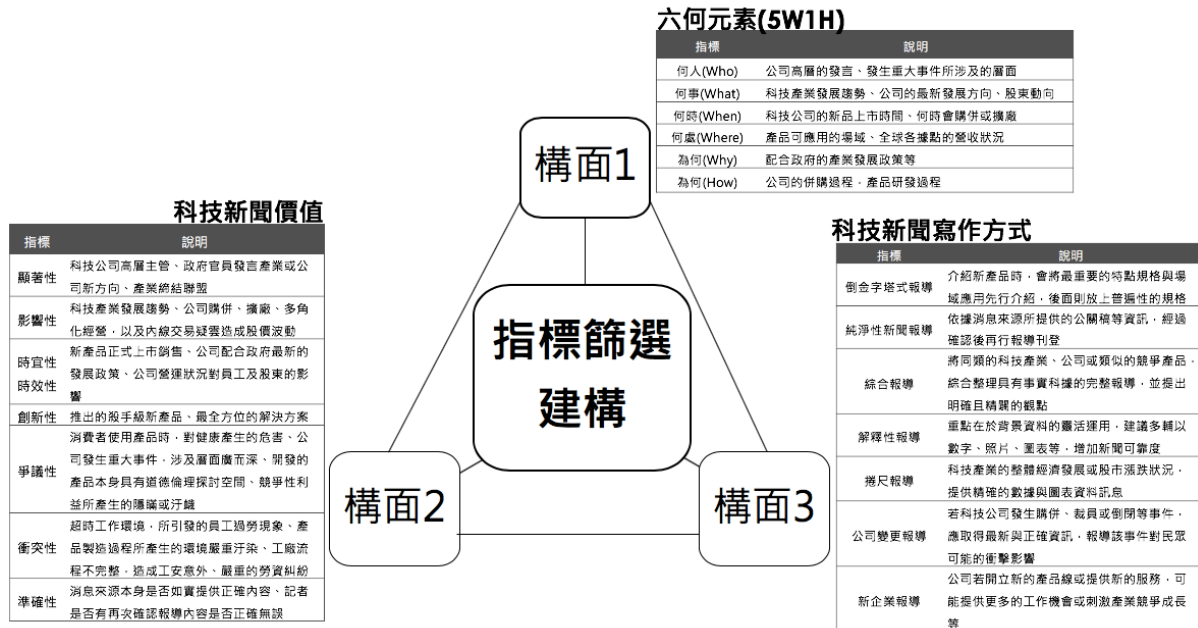 六何元素(5W1H)
指標 說明
何人(Who) 公司高層的發言、發生重大事件所涉及的層面
何事(What) 科技產業發展趨勢、公司的最新發展方向、股東動向
何時(When) 科技公司的新品上市時間、何時會購併或擴廠
何處(Where) 產品可應用的場域、全球各據點的營收狀況
為何(Why) 配合政府的產業發展政策等
為何(How) 公司的併購過程，產品研發過程
構面1
科技新聞價值
指標 說明
顯著性 科技公司高層主管、政府官員發言產業或公
司新方向、產業締結聯盟
影響性 科技產業發展趨勢、公司購併、擴廠、多角
化經營，以及內線交易疑雲造成股價波動
時宜性
時效性
新產品正式上市銷售、公司配合政府最新的
發展政策、公司營運狀況對員工及股東的影
響
創新性 推出的殺手級新產品、最全方位的解決方案
爭議性
消費者使用產品時，對健康產生的危害、公
司發生重大事件，涉及層面廣而深、開發的
產品本身具有道德倫理探討空間、競爭性利
益所產生的隱瞞或汙衊
衝突性
超時工作環境，所引發的員工過勞現象、產
品製造過程所產生的環境嚴重汙染、工廠流
程不完整，造成工安意外、嚴重的勞資糾紛
準確性 消息來源本身是否如實提供正確內容、記者
是否有再次確認報導內容是否正確無誤
指標篩選
建構
構面2
構面3
科技新聞寫作方式
指標 說明
倒金字塔式報導 介紹新產品時，會將最重要的特點規格與場
域應用先行介紹，後面則放上普遍性的規格
純淨性新聞報導 依據消息來源所提供的公關稿等資訊，經過
確認後再行報導刊登
綜合報導
將同類的科技產業、公司或類似的競爭產品，
綜合整理具有事實科據的完整報導，並提出
明確且精闢的觀點
解釋性報導 重點在於背景資料的靈活運用，建議多輔以
數字、照片、圖表等，增加新聞可靠度
捲尺報導 科技產業的整體經濟發展或股市漲跌狀況，
提供精確的數據與圖表資料訊息
公司變更報導
若科技公司發生購併、裁員或倒閉等事件，
應取得最新與正確資訊，報導該事件對民眾
可能的衝擊影響
新企業報導
公司若開立新的產品線或提供新的服務，可
能提供更多的工作機會或刺激產業競爭成長
等